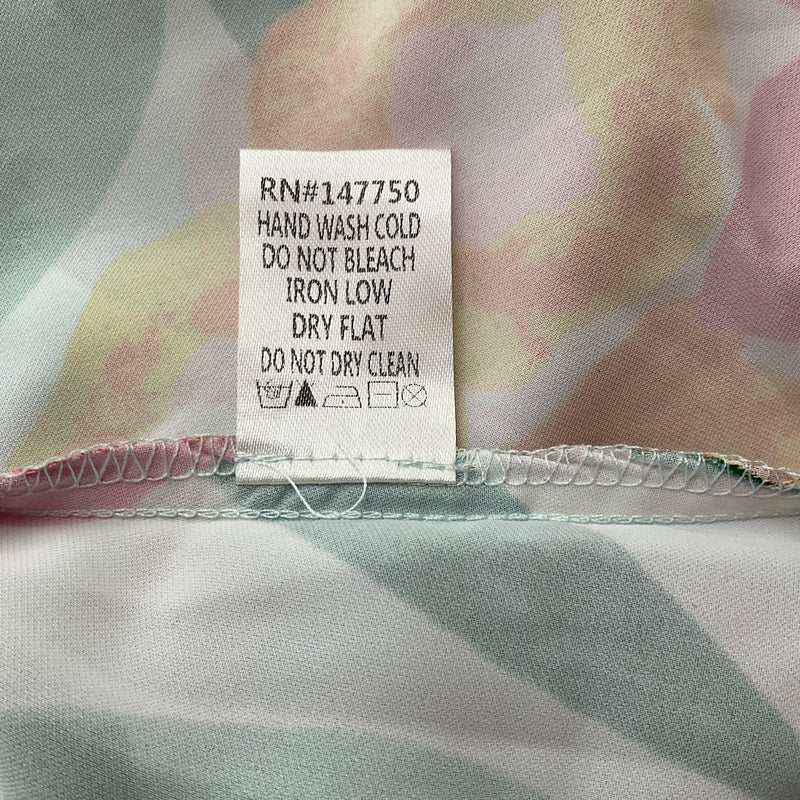 RN#147750
HAND WASH COLD
DO NOT BLEACH
IRON LOW
DRY FLAT
DO NOT DRY CLEAN